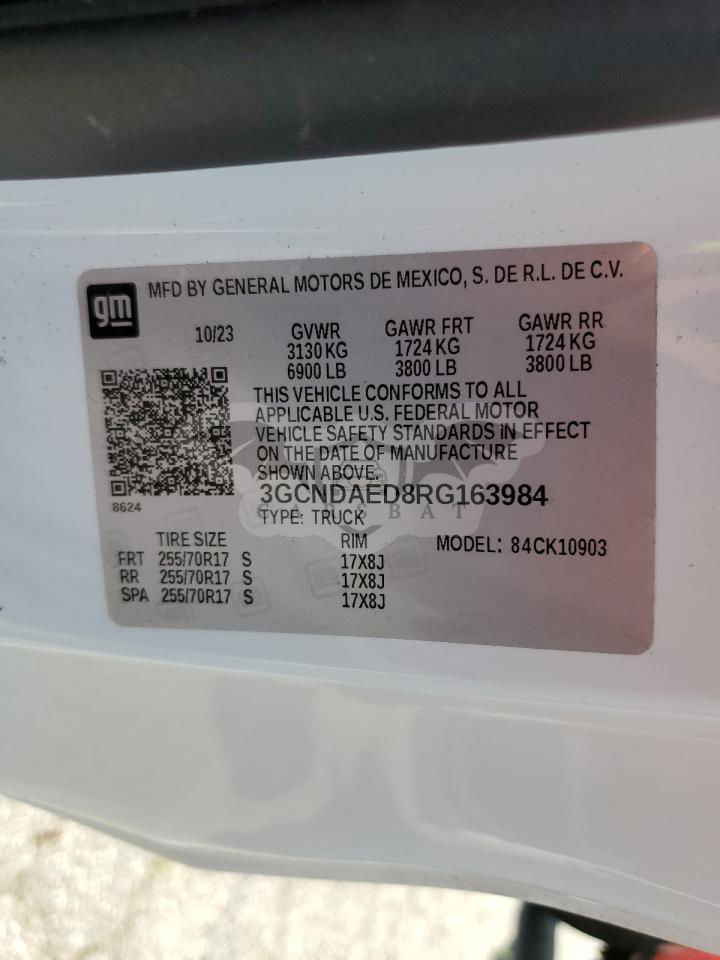 gm
MFD BY GENERAL MOTORS DE MEXICO, S. DE R.L. DE C.V.
10/23 GVWR GAWR FRT GAWR RR
3130 KG 1724 KG 1724 KG
6900 LB 3800 LB 3800 LB
THIS VEHICLE CONFORMS TO ALL
APPLICABLE U.S. FEDERAL MOTOR
VEHICLE SAFETY STANDARDS IN EFFECT
ON THE DATE OF MANUFACTURE
SHOWN ABOVE.
8624
3GCNDAED8RG163984
CARSBAT
TYPE: TRUCK
TIRE SIZE RIM MODEL: 84CK10903
FRT 255/70R17 S 17X8J
RR 255/70R17 S 17X8J
SPA 255/70R17 S 17X8J